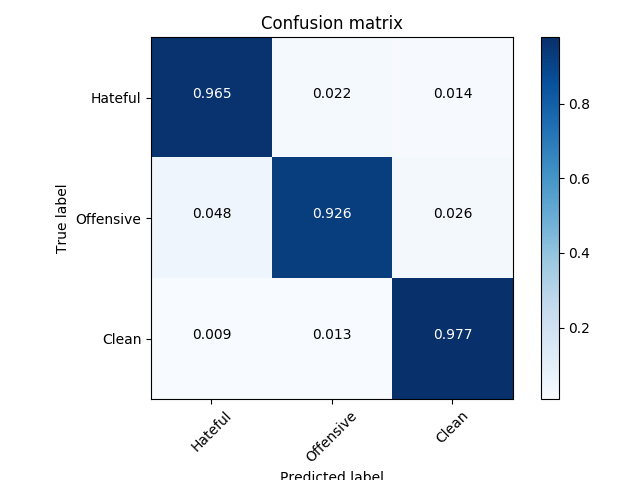 Confusion matrix
Hateful 0.965 0.022 0.014
Offensive 0.048 0.926 0.026
Clean 0.009 0.013 0.977
True label
Hateful Offensive Clean
Predicted label
0.8
0.6
0.4
0.2